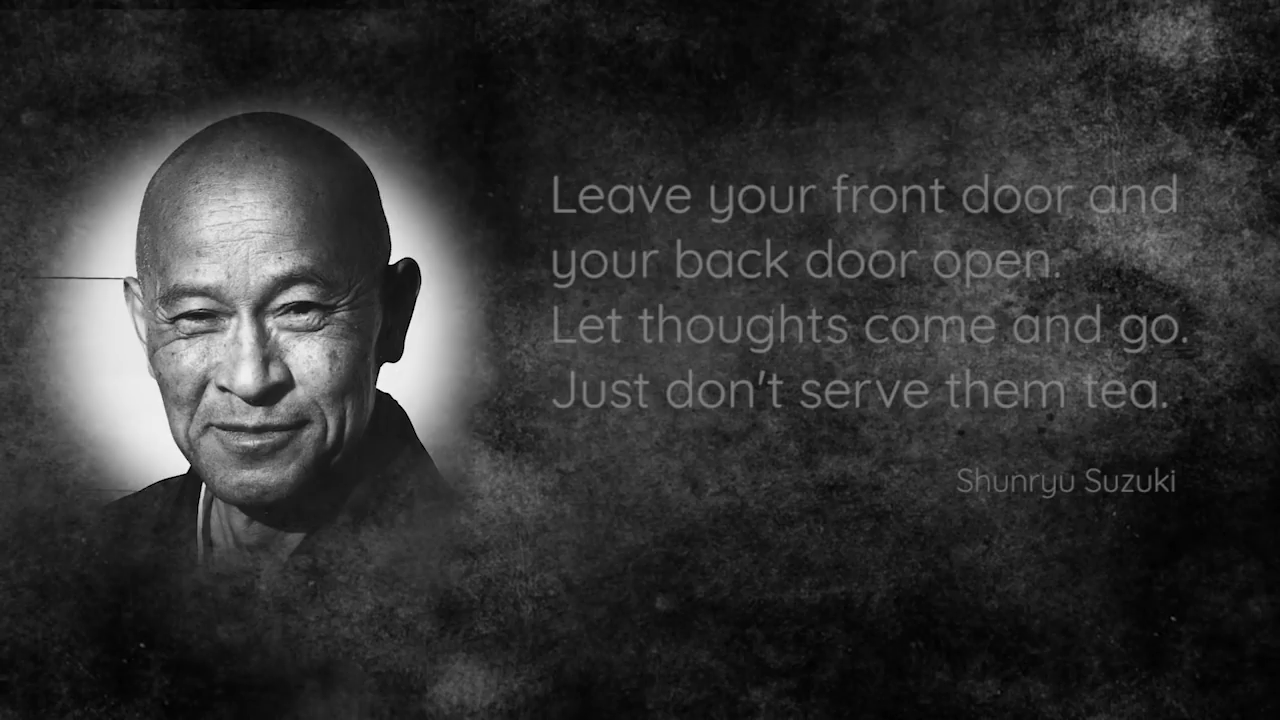 Leave your front door and
your back door open.
Let thoughts come and go.
Just don't serve them tea.
Shunryu Suzuki